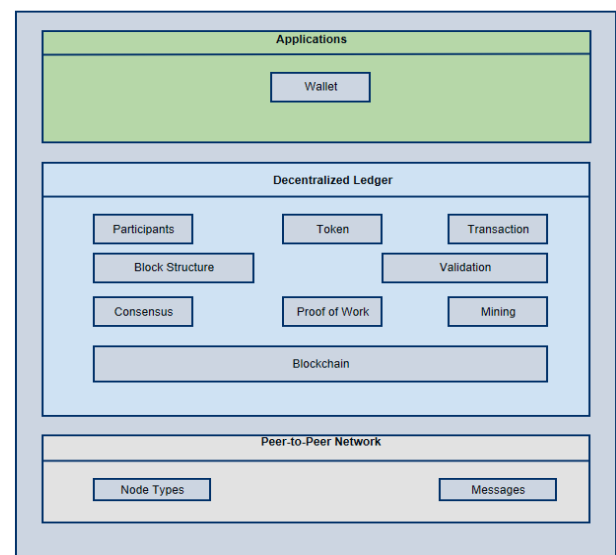 Applications
Wallet
Decentralized Ledger
Participants
Token
Transaction
Block Structure
Validation
Consensus
Proof of Work
Mining
Blockchain
Peer-to-Peer Network
Node Types
Messages